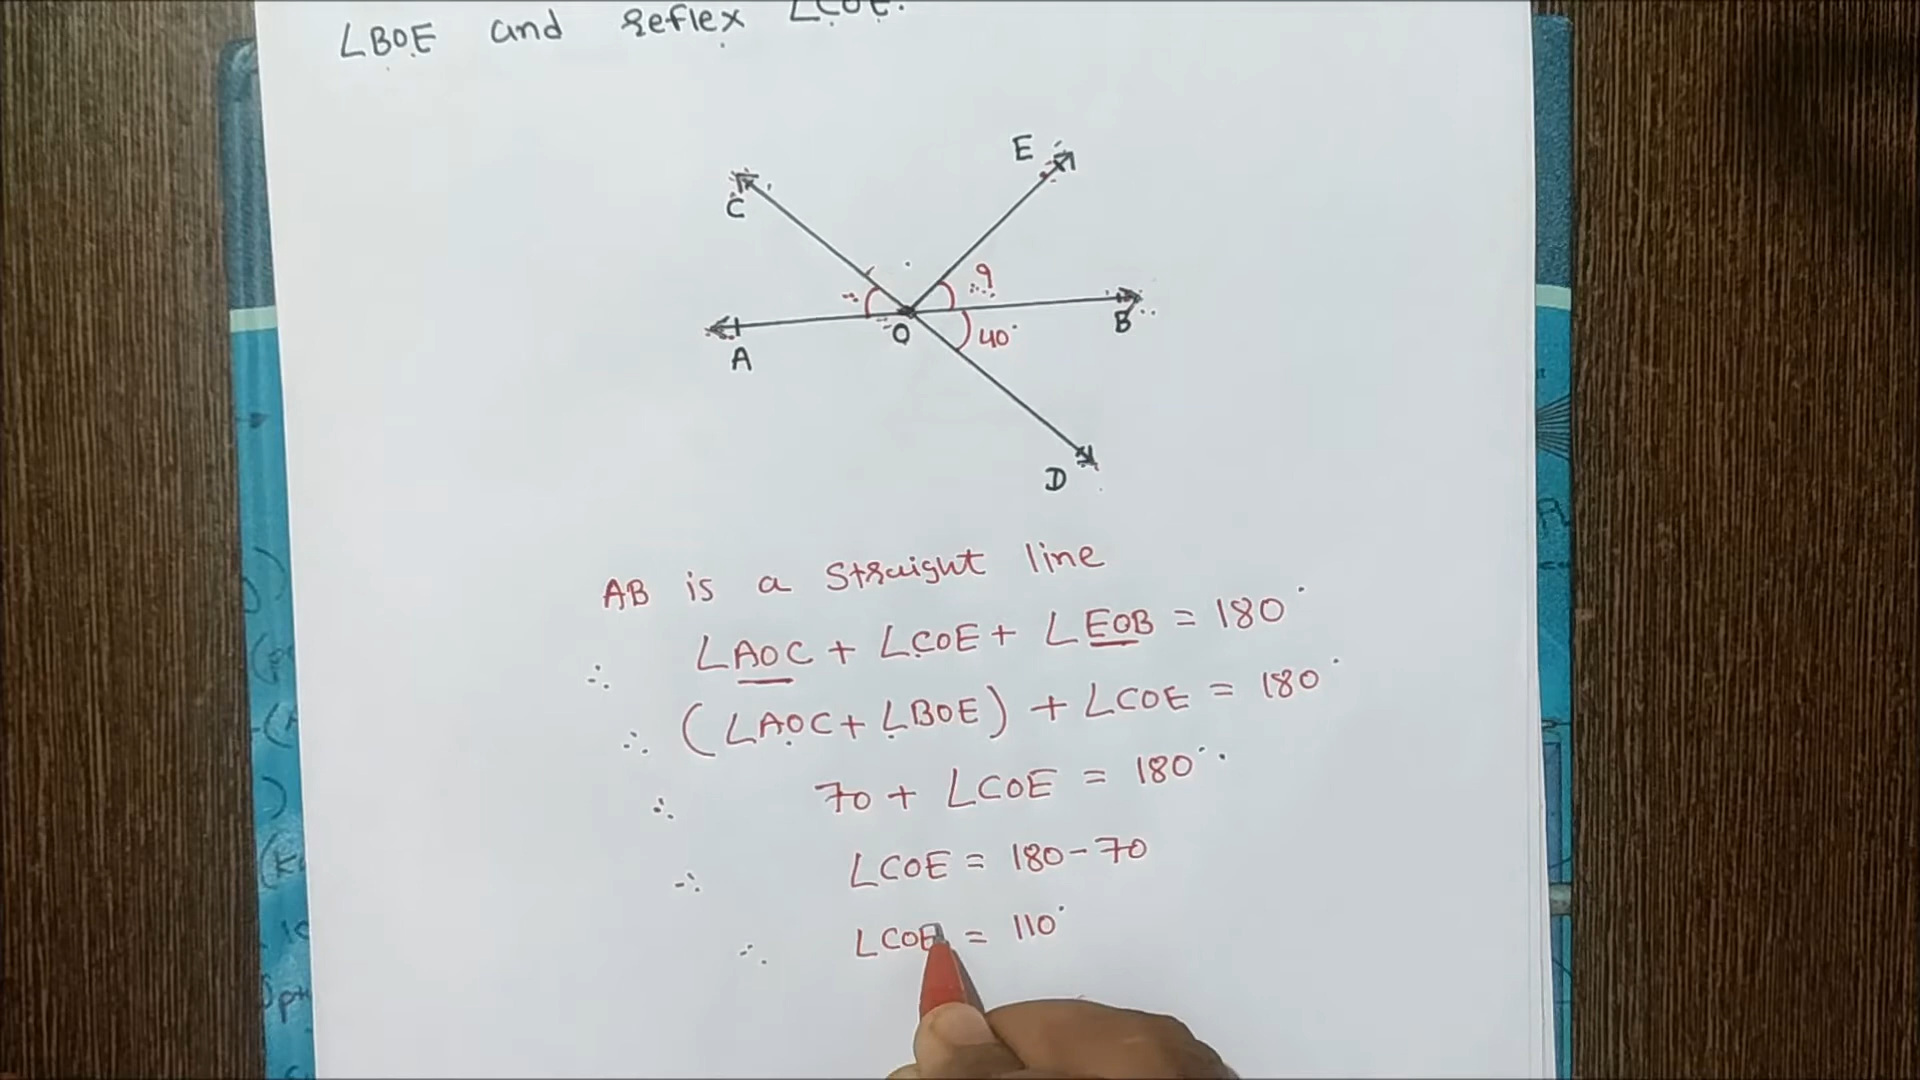 ∠BOE and reflex ∠COE.
E
C
?
O
B
40°
A
D
AB is a straight line
∴ ∠AOC + ∠COE + ∠EOB = 180°
∴ (∠AOC + ∠BOE) + ∠COE = 180°
∴ 70 + ∠COE = 180°.
∴ ∠COE = 180 - 70
∴ ∠COE = 110°